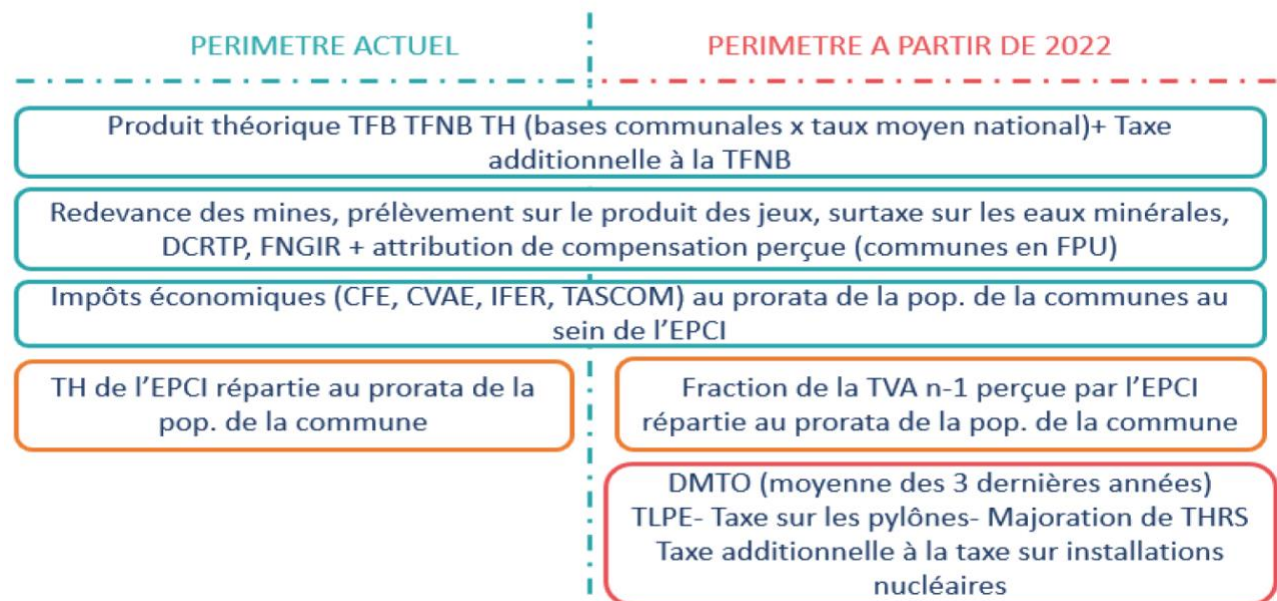 PERIMETRE ACTUEL
PERIMETRE A PARTIR DE 2022
Produit théorique TFB TFNB TH (bases communales x taux moyen national)+ Taxe
additionnelle à la TFNB
Redevance des mines, prélèvement sur le produit des jeux, surtaxe sur les eaux minérales,
DCRTP, FNGIR + attribution de compensation perçue (communes en FPU)
Impôts économiques (CFE, CVAE, IFER, TASCOM) au prorata de la pop. de la communes au
sein de l’EPCI
TH de l’EPCI répartie au prorata de la
pop. de la commune
Fraction de la TVA n-1 perçue par l’EPCI
répartie au prorata de la pop. de la commune
DMTO (moyenne des 3 dernières années)
TLPE- Taxe sur les pylônes- Majoration de THRS
Taxe additionnelle à la taxe sur installations
nucléaires